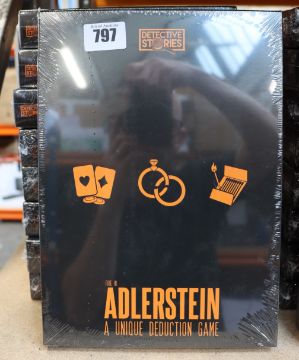 797
DETECTIVE
STORIES
ADLERSTEIN
A UNIQUE DEDUCTION GAME